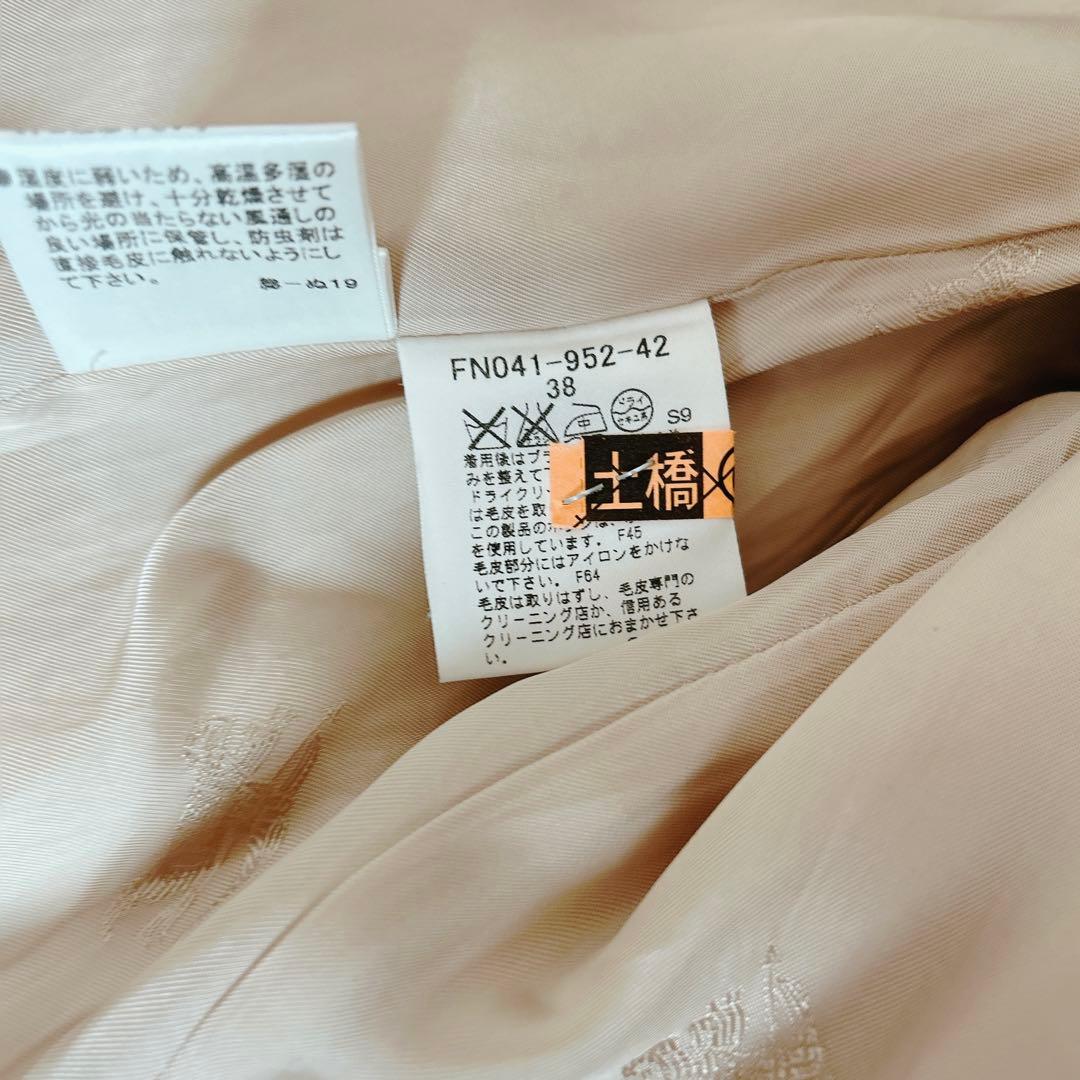 ●湿度に弱いため、高温多湿の
場所を避け、十分乾燥させて
から光の当たらない風通しの
良い場所に保管し、防虫剤は
直接毛皮に触れないようにし
て下さい。
ぬ19
FN041-952-42
38
中
ドライ
セキユ系
S9
着用後はブラ
みを整えて下
ドライクリ
は毛皮を取
この製品の
を使用しています。 F45
毛皮部分にはアイロンをかけな
いで下さい。 F64
毛皮は取りはずし、毛皮専門の
クリーニング店か、信用ある
クリーニング店におまかせ下さ
い。
土橋